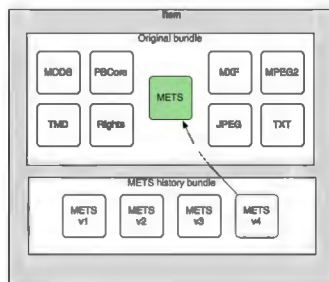 Item
Original bundle
MODS PBCore MXF MPEG2
METS
TMD Rights JPEG TXT
METS history bundle
METS METS METS METS
v1 v2 v3 v4